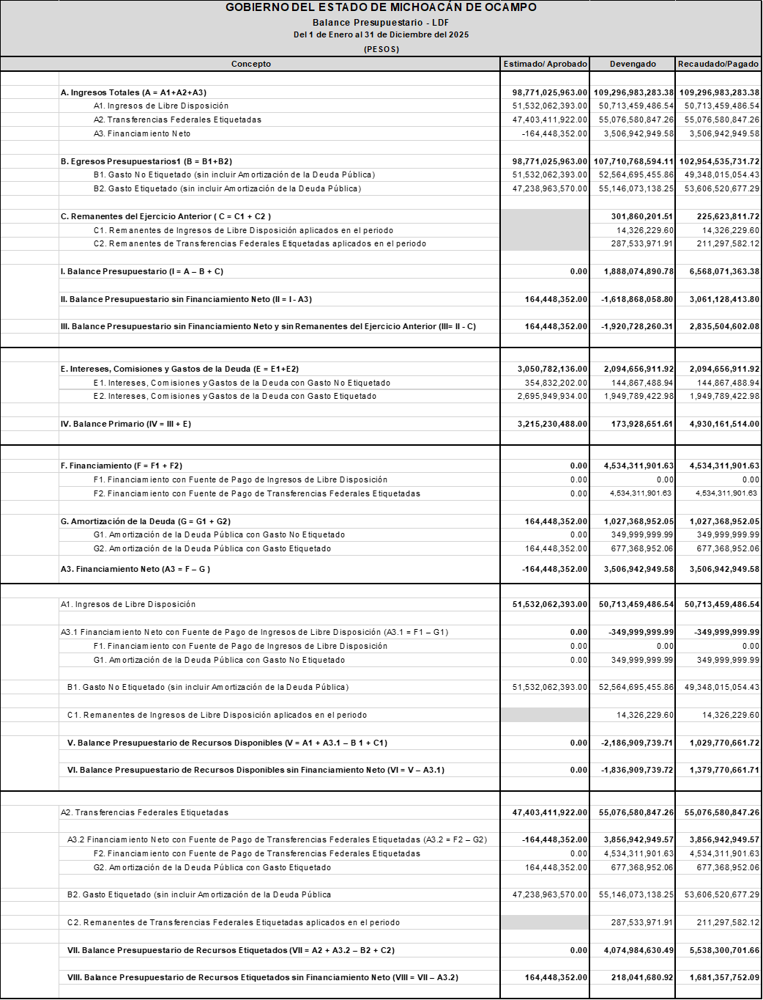 GOBIERNO DEL ESTADO DE MICHOACÁN DE OCAMPO
Balance Presupuestario - LDF
Del 1 de Enero al 31 de Diciembre del 2025
(PESOS)
Concepto Estimado/ Aprobado Devengado Recaudado/Pagado
A. Ingresos Totales (A = A1+A2+A3) 98,771,025,963.00 109,296,983,283.38 109,296,983,283.38
A1. Ingresos de Libre Disposición 51,532,062,393.00 50,713,459,486.54 50,713,459,486.54
A2. Transferencias Federales Etiquetadas 47,403,411,922.00 55,076,580,847.26 55,076,580,847.26
A3. Financiamiento Neto -164,448,352.00 3,506,942,949.58 3,506,942,949.58
B. Egresos Presupuestarios1 (B = B1+B2) 98,771,025,963.00 107,710,768,594.11 102,954,535,731.72
B1. Gasto No Etiquetado (sin incluir Amortización de la Deuda Pública) 51,532,062,393.00 52,564,695,455.86 49,348,015,054.43
B2. Gasto Etiquetado (sin incluir Amortización de la Deuda Pública) 47,238,963,570.00 55,146,073,138.25 53,606,520,677.29
C. Remanentes del Ejercicio Anterior ( C = C1 + C2 ) 301,860,201.51 225,623,811.72
C1. Remanentes de Ingresos de Libre Disposición aplicados en el periodo 14,326,229.60 14,326,229.60
C2. Remanentes de Transferencias Federales Etiquetadas aplicados en el periodo 287,533,971.91 211,297,582.12
I. Balance Presupuestario (I = A – B + C) 0.00 1,888,074,890.78 6,568,071,363.38
II. Balance Presupuestario sin Financiamiento Neto (II = I - A3) 164,448,352.00 -1,618,868,058.80 3,061,128,413.80
III. Balance Presupuestario sin Financiamiento Neto y sin Remanentes del Ejercicio Anterior (III= II - C) 164,448,352.00 -1,920,728,260.31 2,835,504,602.08
E. Intereses, Comisiones y Gastos de la Deuda (E = E1+E2) 3,050,782,136.00 2,094,656,911.92 2,094,656,911.92
E1. Intereses, Comisiones y Gastos de la Deuda con Gasto No Etiquetado 354,832,202.00 144,867,488.94 144,867,488.94
E2. Intereses, Comisiones y Gastos de la Deuda con Gasto Etiquetado 2,695,949,934.00 1,949,789,422.98 1,949,789,422.98
IV. Balance Primario (IV = III + E) 3,215,230,488.00 173,928,651.61 4,930,161,514.00
F. Financiamiento (F = F1 + F2) 0.00 4,534,311,901.63 4,534,311,901.63
F1. Financiamiento con Fuente de Pago de Ingresos de Libre Disposición 0.00 0.00 0.00
F2. Financiamiento con Fuente de Pago de Transferencias Federales Etiquetadas 0.00 4,534,311,901.63 4,534,311,901.63
G. Amortización de la Deuda (G = G1 + G2) 164,448,352.00 1,027,368,952.05 1,027,368,952.05
G1. Amortización de la Deuda Pública con Gasto No Etiquetado 0.00 349,999,999.99 349,999,999.99
G2. Amortización de la Deuda Pública con Gasto Etiquetado 164,448,352.00 677,368,952.06 677,368,952.06
A3. Financiamiento Neto (A3 = F – G ) -164,448,352.00 3,506,942,949.58 3,506,942,949.58
A1. Ingresos de Libre Disposición 51,532,062,393.00 50,713,459,486.54 50,713,459,486.54
A3.1 Financiamiento Neto con Fuente de Pago de Ingresos de Libre Disposición (A3.1 = F1 – G1) 0.00 -349,999,999.99 -349,999,999.99
F1. Financiamiento con Fuente de Pago de Ingresos de Libre Disposición 0.00 0.00 0.00
G1. Amortización de la Deuda Pública con Gasto No Etiquetado 0.00 349,999,999.99 349,999,999.99
B1. Gasto No Etiquetado (sin incluir Amortización de la Deuda Pública) 51,532,062,393.00 52,564,695,455.86 49,348,015,054.43
C1. Remanentes de Ingresos de Libre Disposición aplicados en el periodo 14,326,229.60 14,326,229.60
V. Balance Presupuestario de Recursos Disponibles (V = A1 + A3.1 – B 1 + C1) 0.00 -2,186,909,739.71 1,029,770,661.72
VI. Balance Presupuestario de Recursos Disponibles sin Financiamiento Neto (VI = V – A3.1) 0.00 -1,836,909,739.72 1,379,770,661.71
A2. Transferencias Federales Etiquetadas 47,403,411,922.00 55,076,580,847.26 55,076,580,847.26
A3.2 Financiamiento Neto con Fuente de Pago de Transferencias Federales Etiquetadas (A3.2 = F2 – G2) -164,448,352.00 3,856,942,949.57 3,856,942,949.57
F2. Financiamiento con Fuente de Pago de Transferencias Federales Etiquetadas 0.00 4,534,311,901.63 4,534,311,901.63
G2. Amortización de la Deuda Pública con Gasto Etiquetado 164,448,352.00 677,368,952.06 677,368,952.06
B2. Gasto Etiquetado (sin incluir Amortización de la Deuda Pública 47,238,963,570.00 55,146,073,138.25 53,606,520,677.29
C2. Remanentes de Transferencias Federales Etiquetadas aplicados en el periodo 287,533,971.91 211,297,582.12
VII. Balance Presupuestario de Recursos Etiquetados (VII = A2 + A3.2 – B2 + C2) 0.00 4,074,984,630.49 5,538,300,701.66
VIII. Balance Presupuestario de Recursos Etiquetados sin Financiamiento Neto (VIII = VII – A3.2) 164,448,352.00 218,041,680.92 1,681,357,752.09